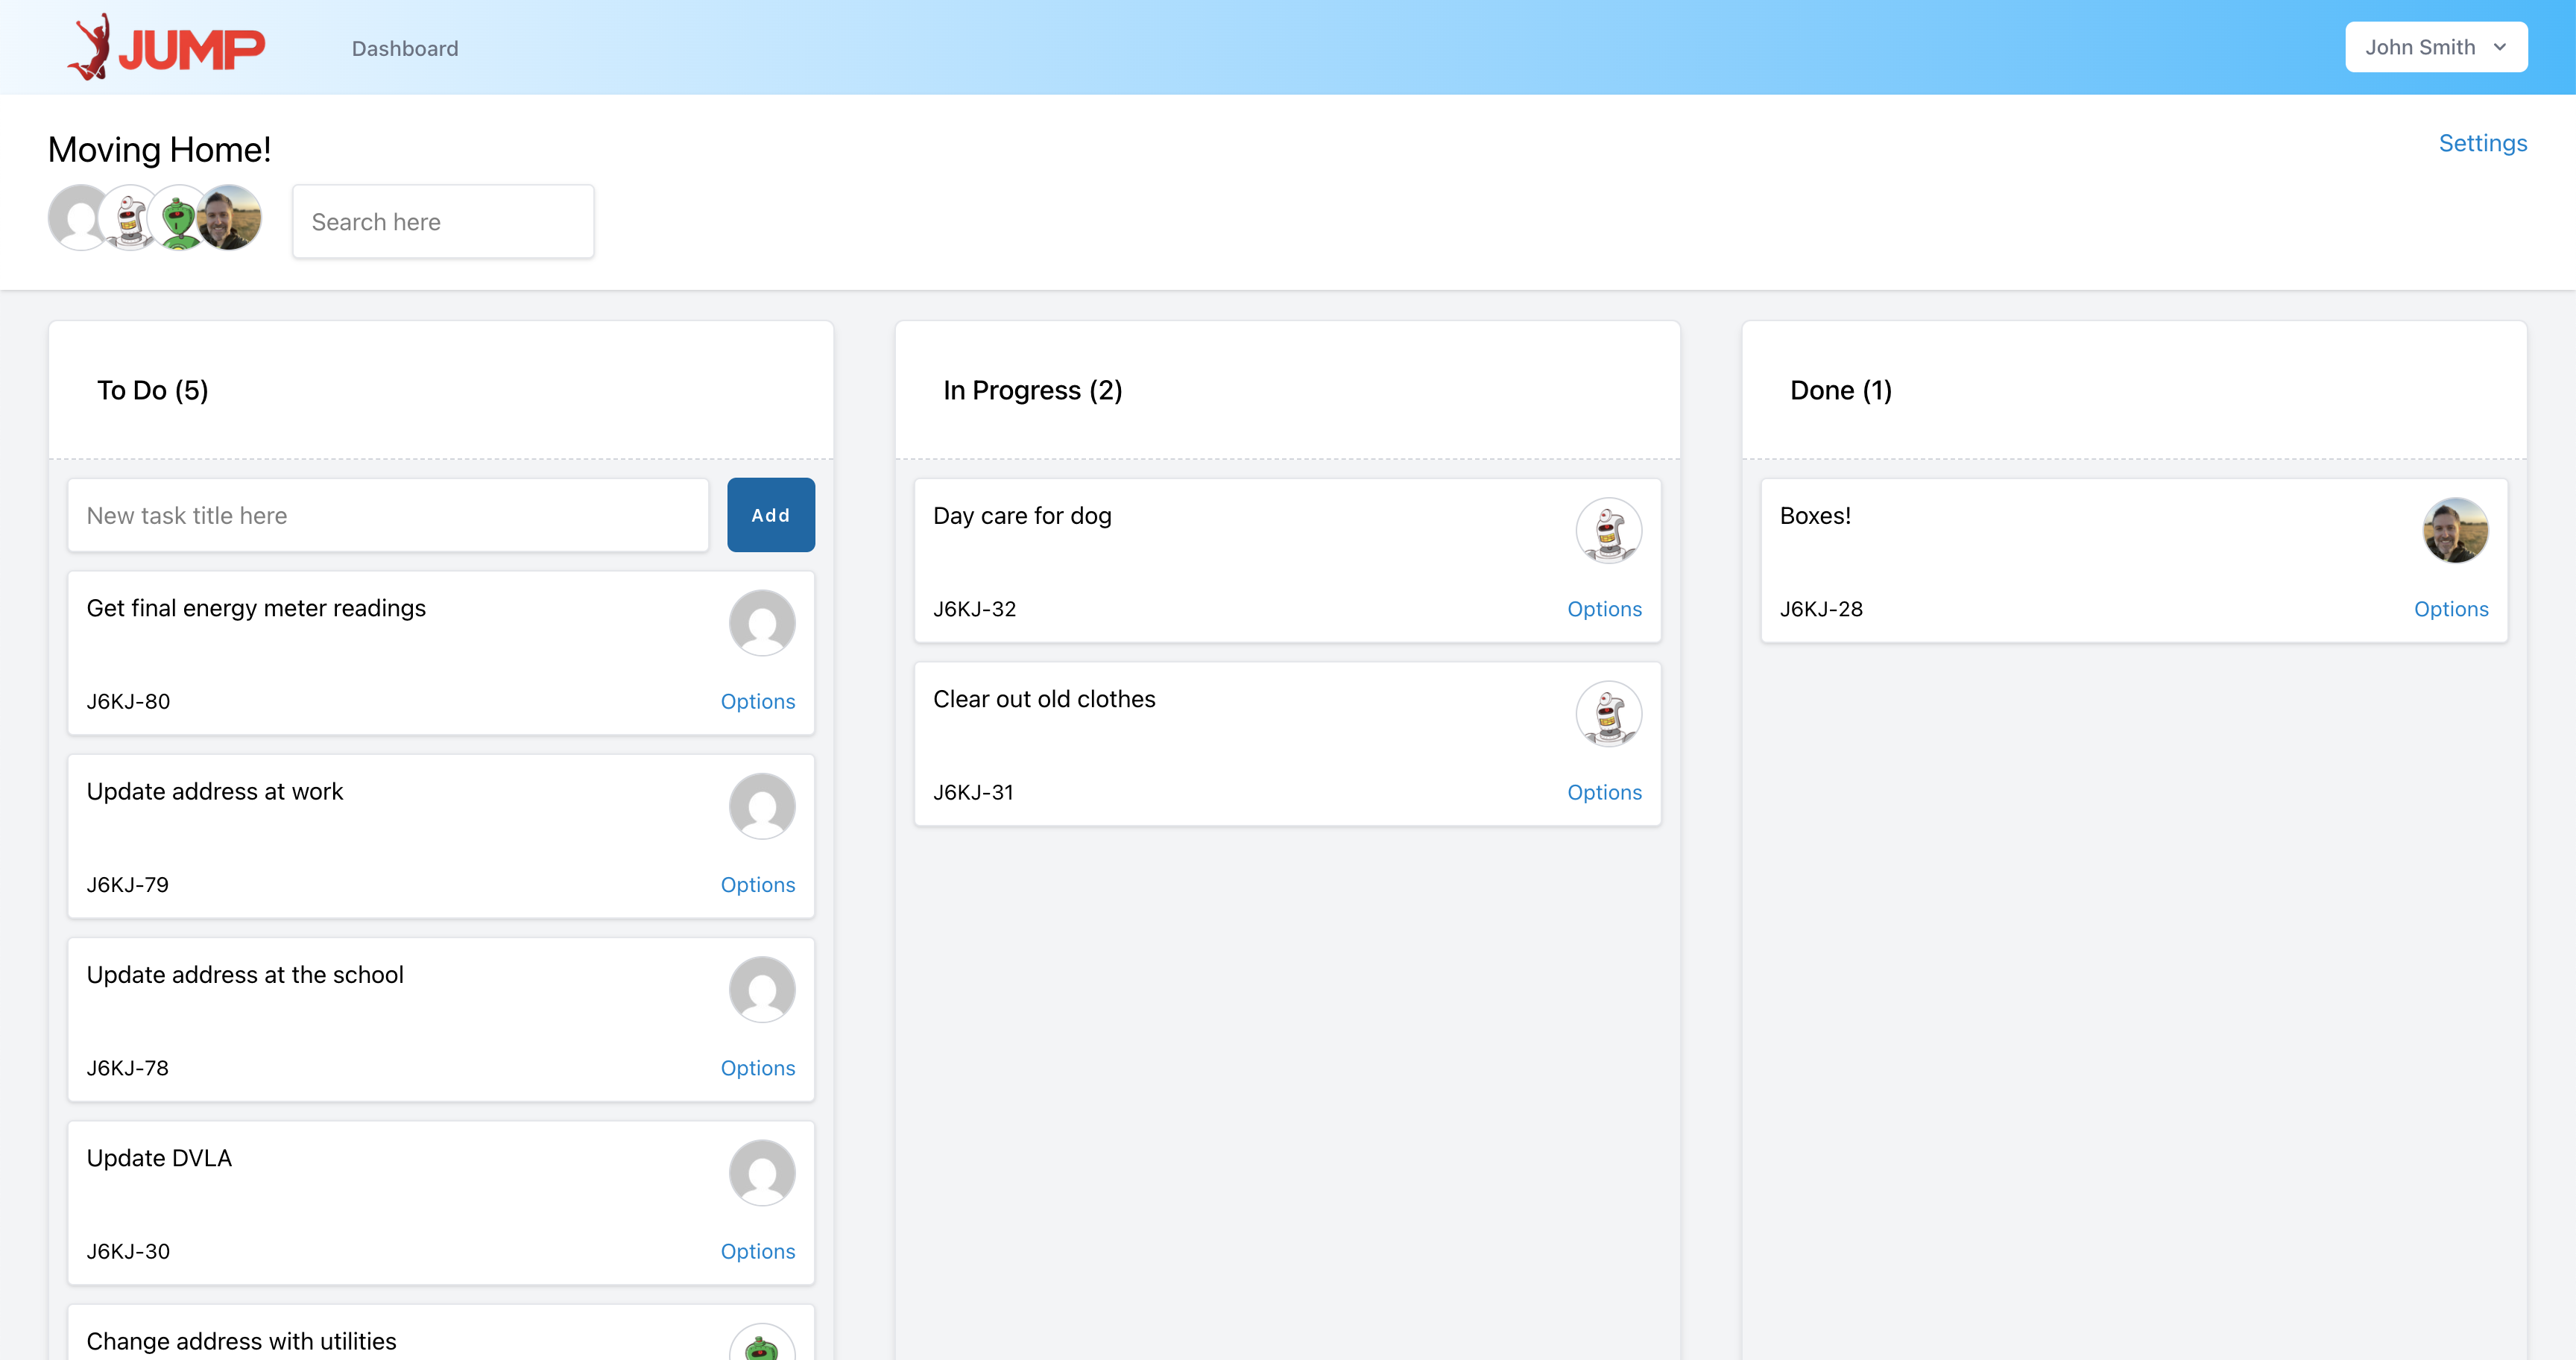 JUMP
Dashboard
John Smith
Moving Home!
Settings
Search here
To Do (5)
New task title here
Add
Get final energy meter readings
J6KJ-80
Options
Update address at work
J6KJ-79
Options
Update address at the school
J6KJ-78
Options
Update DVLA
J6KJ-30
Options
Change address with utilities
In Progress (2)
Day care for dog
J6KJ-32
Options
Clear out old clothes
J6KJ-31
Options
Done (1)
Boxes!
J6KJ-28
Options